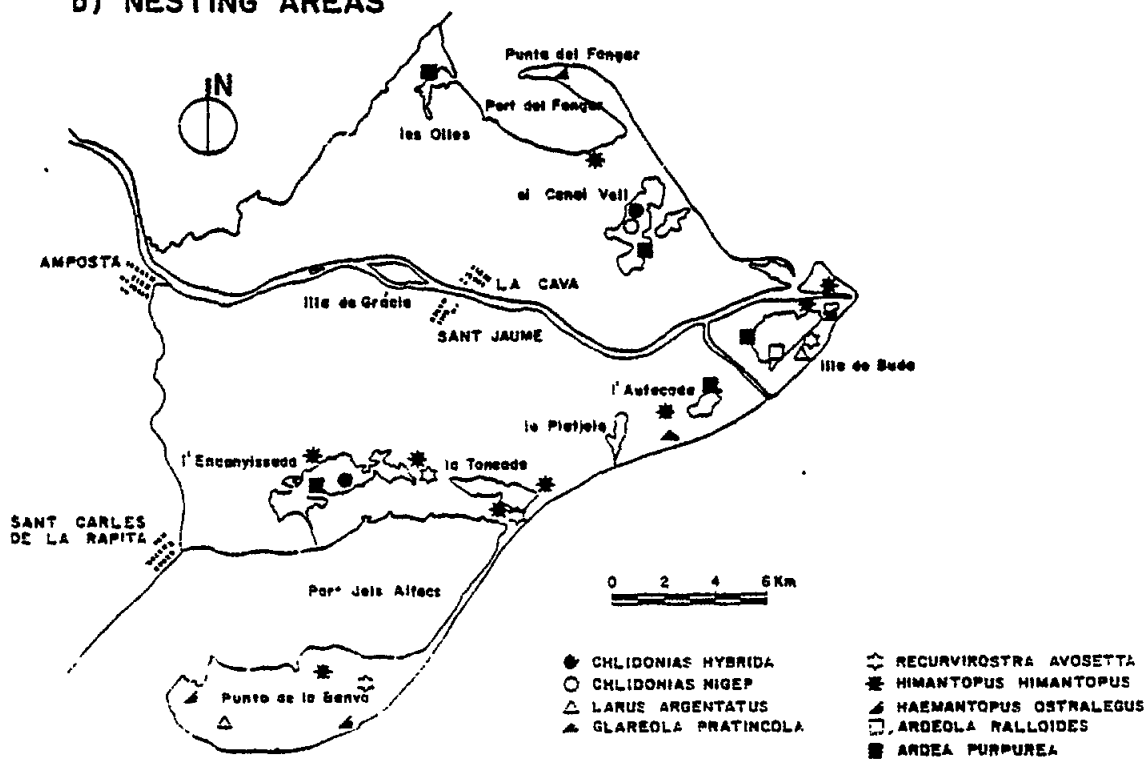 b) NESTING AREAS
N
Punta del Fangar
Port del Fangar
les Olles
el Canal Vell
AMPOSTA
LA CAVA
Illa de Gràcia
SANT JAUME
Illa de Buda
l'Aufacada
la Platjola
l'Encanyissada
la Tancada
SANT CARLES
DE LA RAPITA
Port dels Alfacs
Punta de la Banya
0 2 4 6 Km
CHLIDONIAS HYBRIDA
CHLIDONIAS NIGEP
LARUS ARGENTATUS
GLAREOLA PRATINCOLA
RECURVIROSTRA AVOSETTA
HIMANTOPUS HIMANTOPUS
HAEMANTOPUS OSTRALEGUS
ARDEOLA RALLOIDES
ARDEA PURPUREA